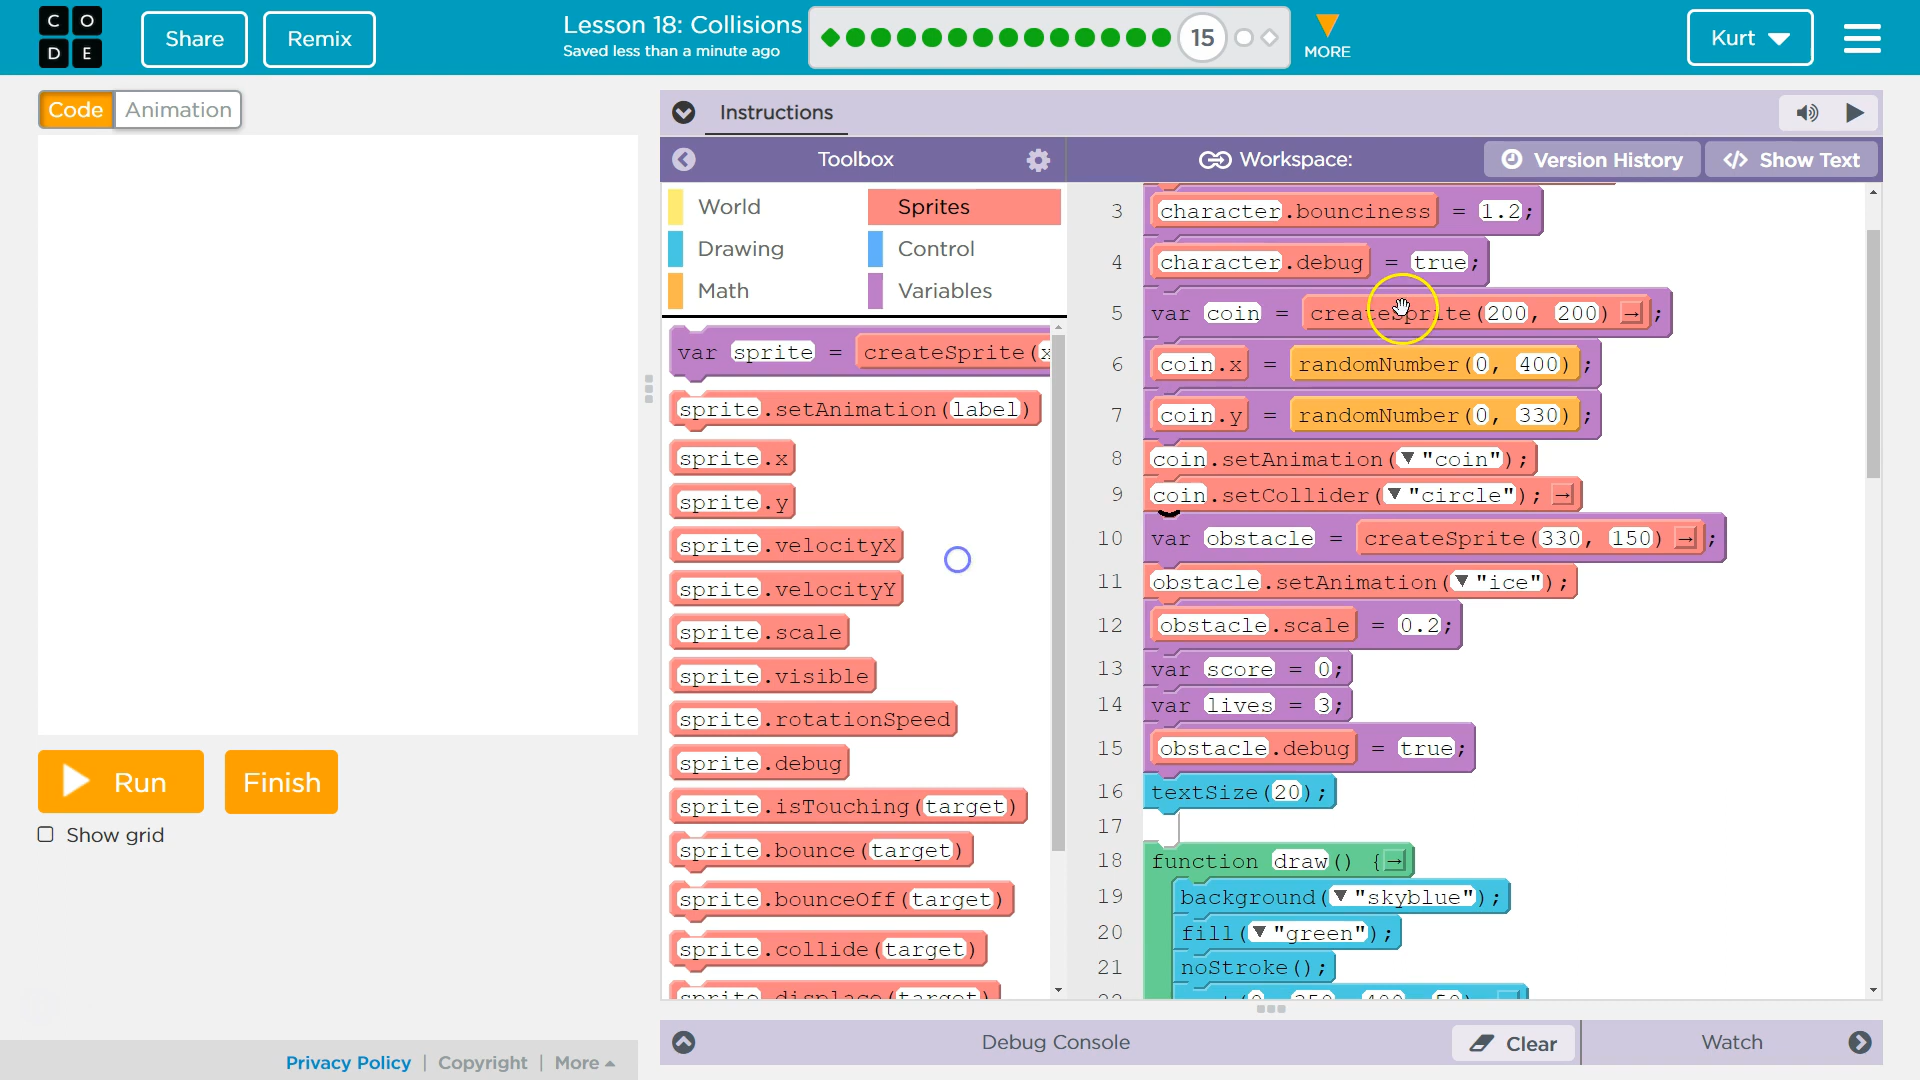 C O
D E
Share
Remix
Lesson 18: Collisions
Saved less than a minute ago
15
MORE
Kurt
Code
Animation
Instructions
Toolbox
Workspace:
Version History
</> Show Text
World
Sprites
Drawing
Control
Math
Variables
var sprite = createSprite(x
sprite.setAnimation(label)
sprite.x
sprite.y
sprite.velocityX
sprite.velocityY
sprite.scale
sprite.visible
sprite.rotationSpeed
sprite.debug
sprite.isTouching(target)
sprite.bounce(target)
sprite.bounceOff(target)
sprite.collide(target)
sprite.displace(target)
3 character.bounciness = 1.2;
4 character.debug = true;
5 var coin = createSprite(200, 200);
6 coin.x = randomNumber(0, 400);
7 coin.y = randomNumber(0, 330);
8 coin.setAnimation("coin");
9 coin.setCollider("circle");
10 var obstacle = createSprite(330, 150);
11 obstacle.setAnimation("ice");
12 obstacle.scale = 0.2;
13 var score = 0;
14 var lives = 3;
15 obstacle.debug = true;
16 textSize(20);
17
18 function draw() {
19 background("skyblue");
20 fill("green");
21 noStroke();
Run
Finish
Show grid
Debug Console
Clear
Watch
Privacy Policy | Copyright | More